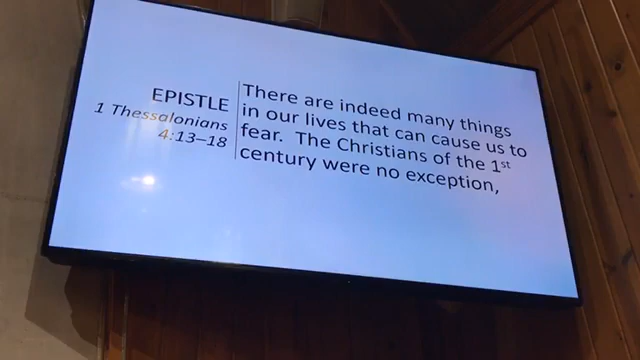 EPISTLE
1 Thessalonians
4:13–18
There are indeed many things
in our lives that can cause us to
fear. The Christians of the 1st
century were no exception,